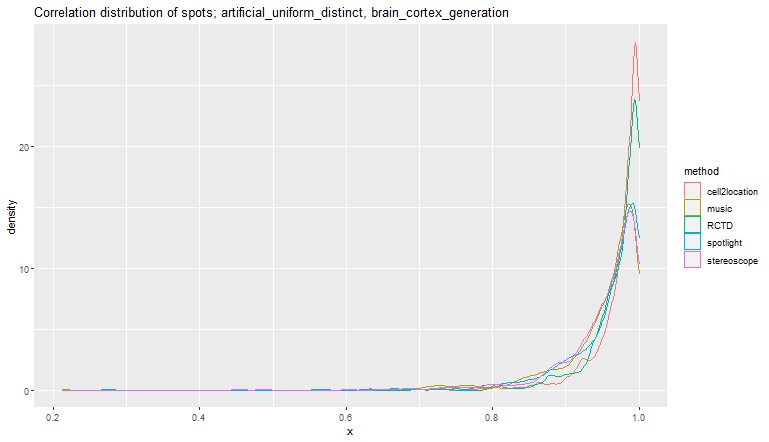 Correlation distribution of spots; artificial_uniform_distinct, brain_cortex_generation
density
20
10
0
0.2 0.4 0.6 0.8 1.0
x
method
cell2location
music
RCTD
spotlight
stereoscope